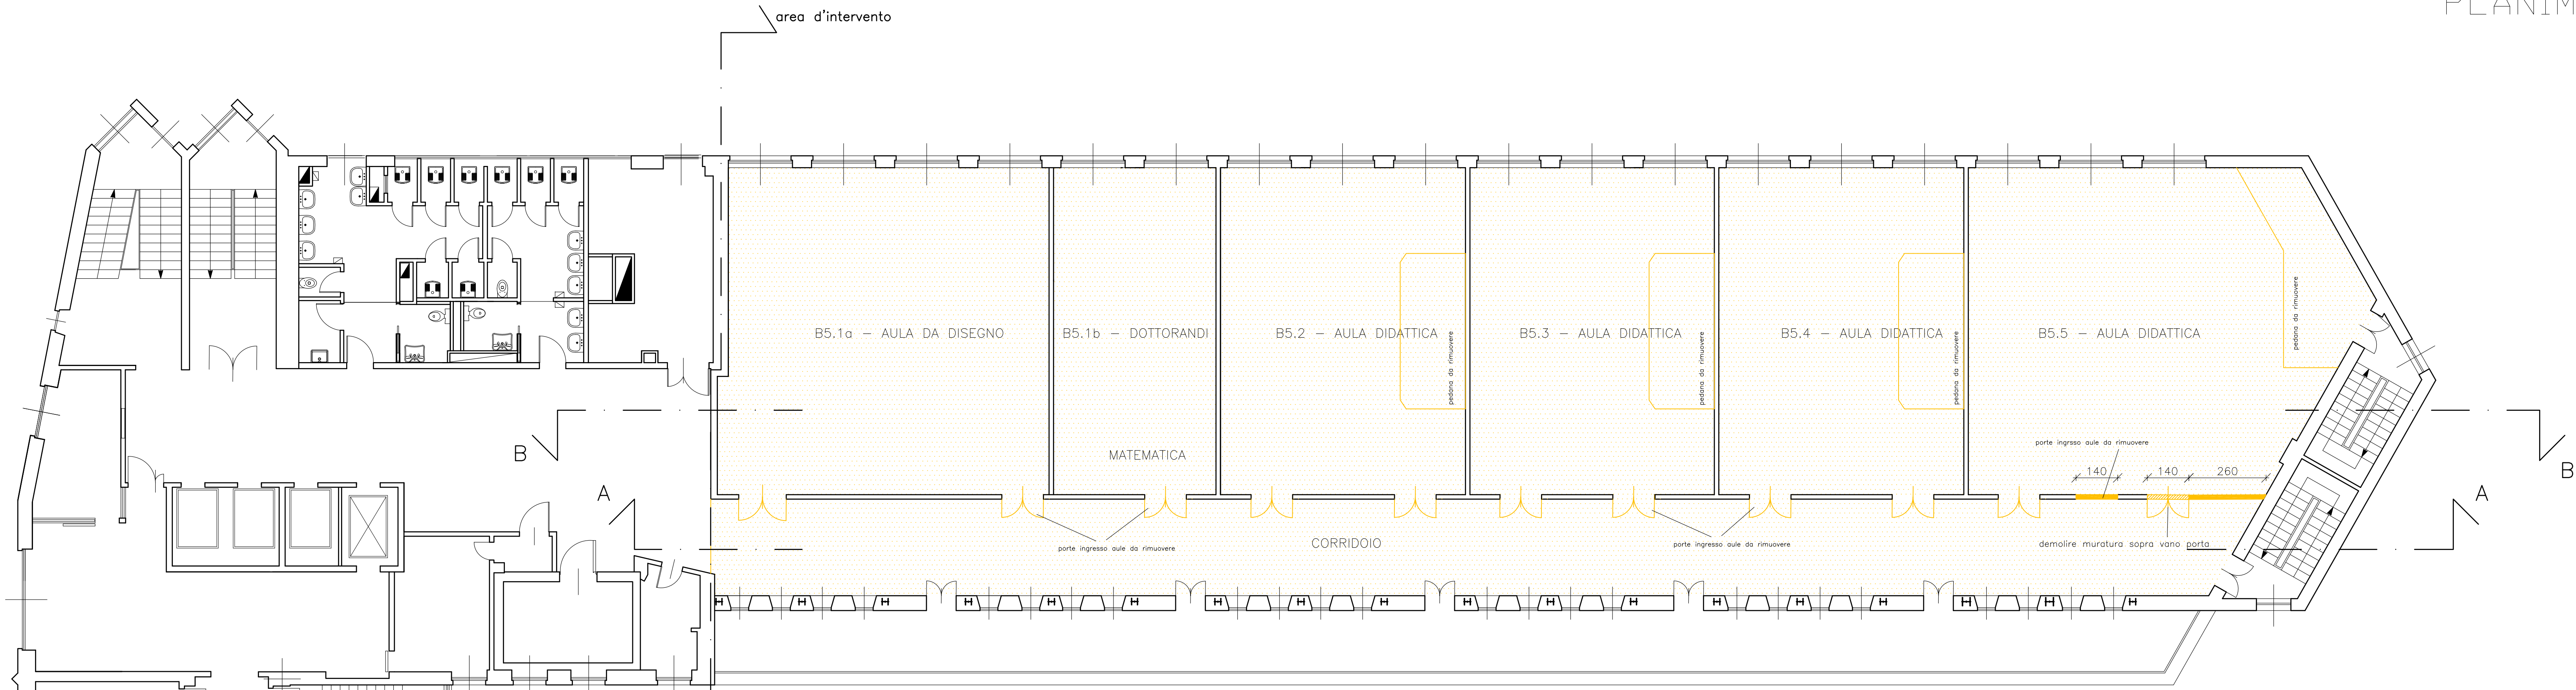 PLANIM
area d'intervento
B5.1a - AULA DA DISEGNO
B5.1b - DOTTORANDI
B5.2 - AULA DIDATTICA
B5.3 - AULA DIDATTICA
B5.4 - AULA DIDATTICA
B5.5 - AULA DIDATTICA
pedana da rimuovere
pedana da rimuovere
pedana da rimuovere
pedana da rimuovere
MATEMATICA
porte ingrsso aule da rimuovere
B
B
140
140
260
A
A
porte ingresso aule da rimuovere
CORRIDOIO
porte ingresso aule da rimuovere
demolire muratura sopra vano porta